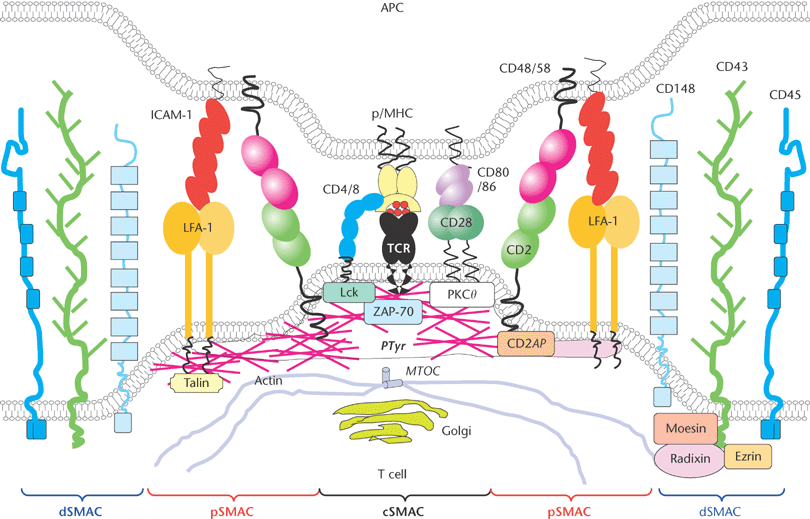 APC
CD48/58
CD43
CD148
CD45
ICAM-1
p/MHC
CD80
/86
CD4/8
LFA-1
CD28
TCR
CD2
LFA-1
Lck
PKCθ
ZAP-70
PTyr
CD2AP
Talin
Actin
MTOC
Golgi
Moesin
Radixin
Ezrin
T cell
dSMAC
pSMAC
cSMAC
pSMAC
dSMAC